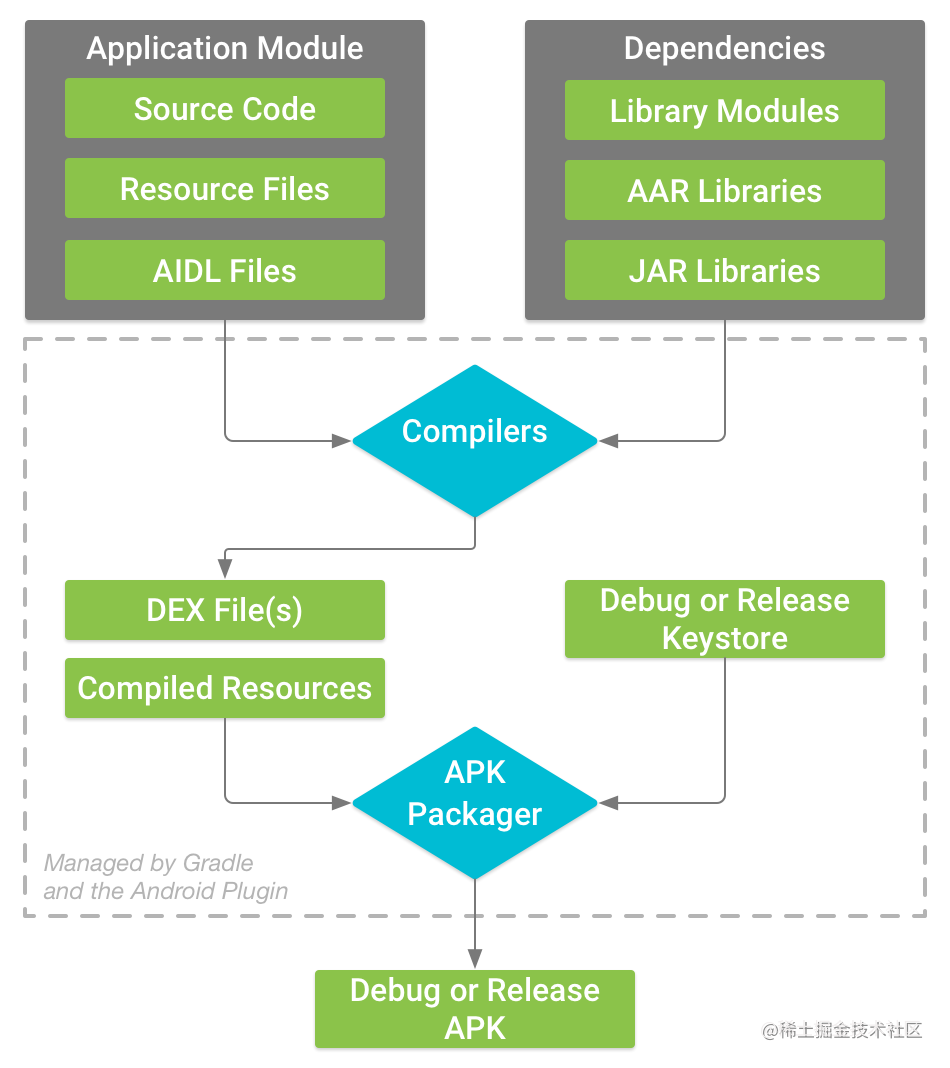 Application Module
Source Code
Resource Files
AIDL Files
Dependencies
Library Modules
AAR Libraries
JAR Libraries
Compilers
DEX File(s)
Compiled Resources
Debug or Release
Keystore
APK
Packager
Managed by Gradle
and the Android Plugin
Debug or Release
APK
@稀土掘金技术社区